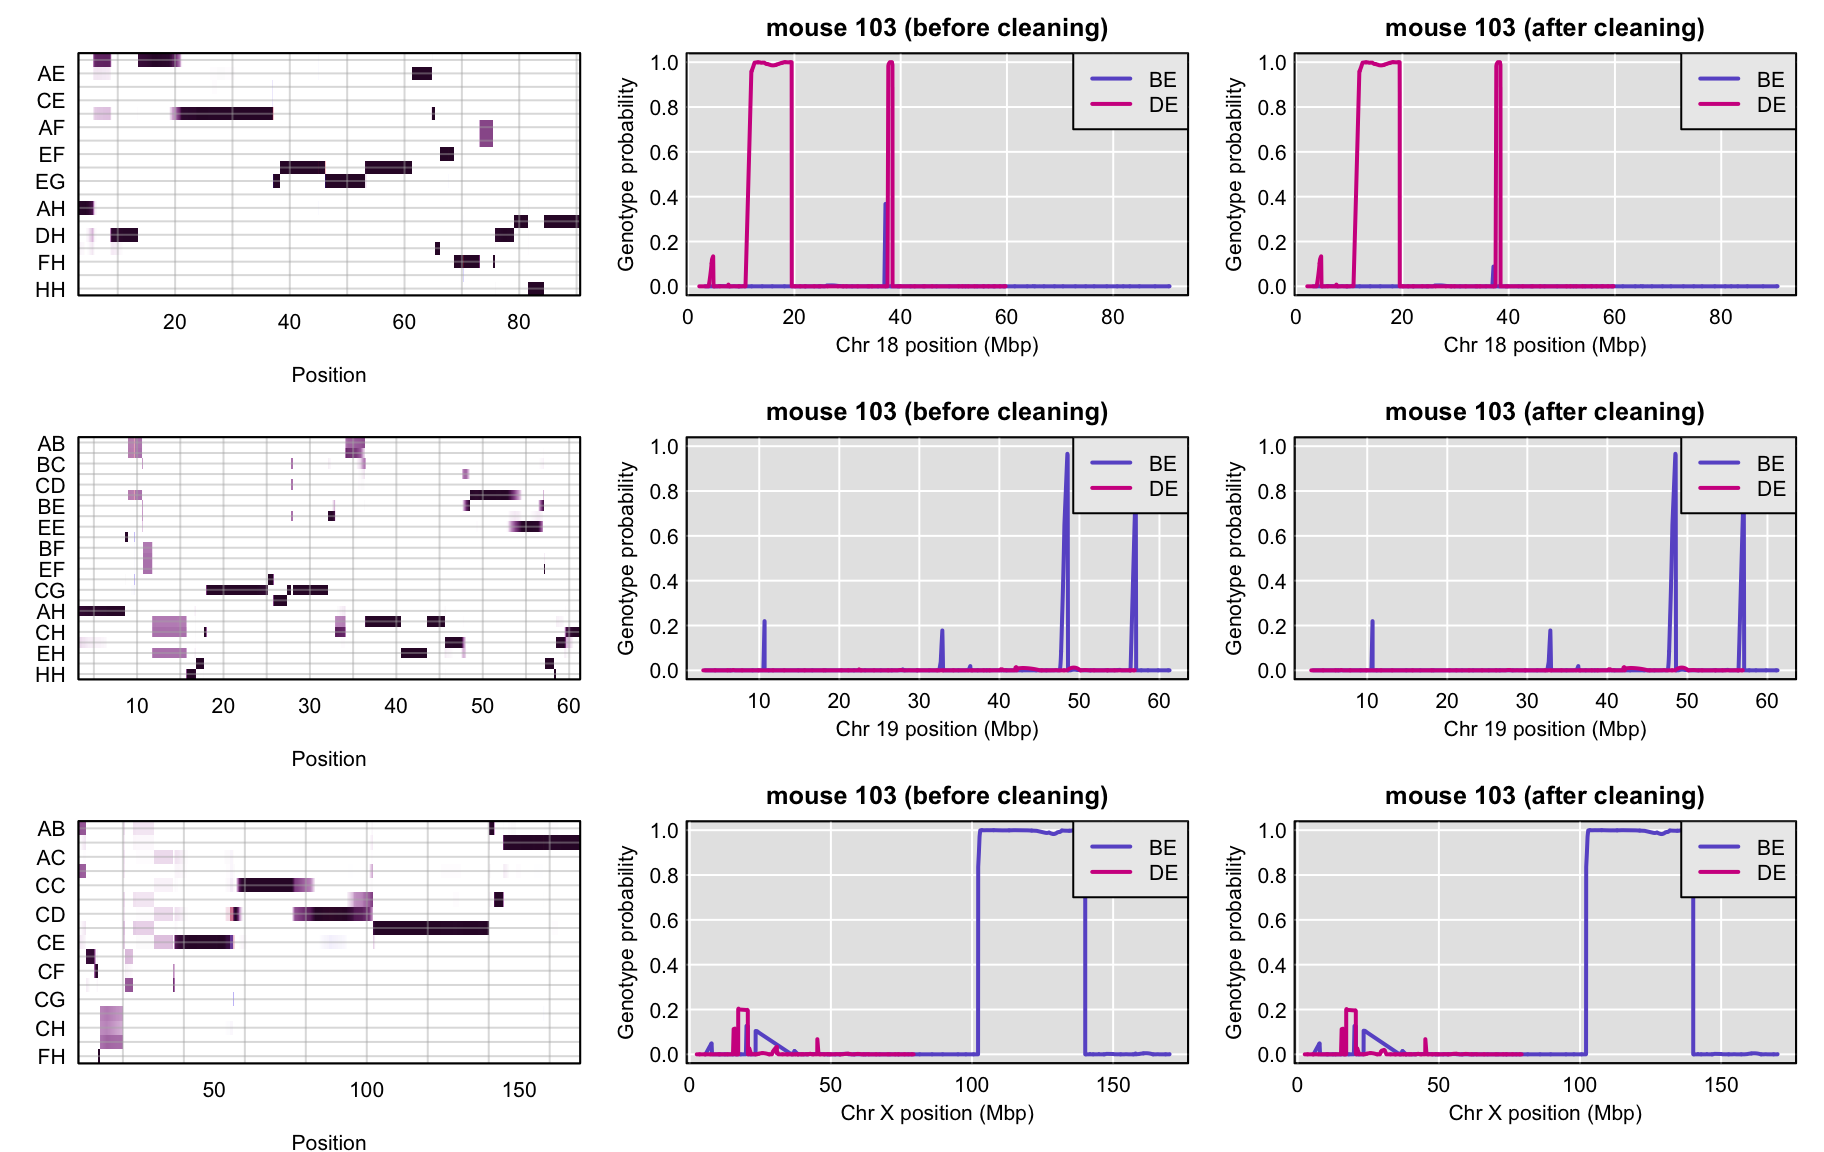 AE
CE
AF
EF
EG
AH
DH
FH
HH
20 40 60 80
Position
mouse 103 (before cleaning)
Genotype probability
1.0
0.8
0.6
0.4
0.2
0.0
BE
DE
0 20 40 60 80
Chr 18 position (Mbp)
mouse 103 (after cleaning)
Genotype probability
1.0
0.8
0.6
0.4
0.2
0.0
BE
DE
0 20 40 60 80
Chr 18 position (Mbp)
AB
BC
CD
BE
EE
BF
EF
CG
AH
CH
EH
HH
10 20 30 40 50 60
Position
mouse 103 (before cleaning)
Genotype probability
1.0
0.8
0.6
0.4
0.2
0.0
BE
DE
10 20 30 40 50 60
Chr 19 position (Mbp)
mouse 103 (after cleaning)
Genotype probability
1.0
0.8
0.6
0.4
0.2
0.0
BE
DE
10 20 30 40 50 60
Chr 19 position (Mbp)
AB
AC
CC
CD
CE
CF
CG
CH
FH
50 100 150
Position
mouse 103 (before cleaning)
Genotype probability
1.0
0.8
0.6
0.4
0.2
0.0
BE
DE
0 50 100 150
Chr X position (Mbp)
mouse 103 (after cleaning)
Genotype probability
1.0
0.8
0.6
0.4
0.2
0.0
BE
DE
0 50 100 150
Chr X position (Mbp)